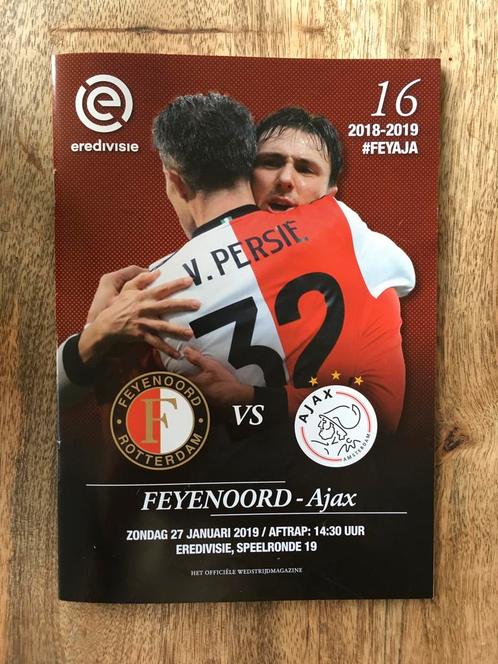 eredivisie
16
2018-2019
#FEYAJA
V. PERSIE
32
FEYENOORD
ROTTERDAM
F
VS
AJAX
AMSTERDAM
FEYENOORD - Ajax
ZONDAG 27 JANUARI 2019 / AFTRAP: 14:30 UUR
EREDIVISIE, SPEELRONDE 19
HET OFFICIËLE WEDSTRIJDMAGAZINE